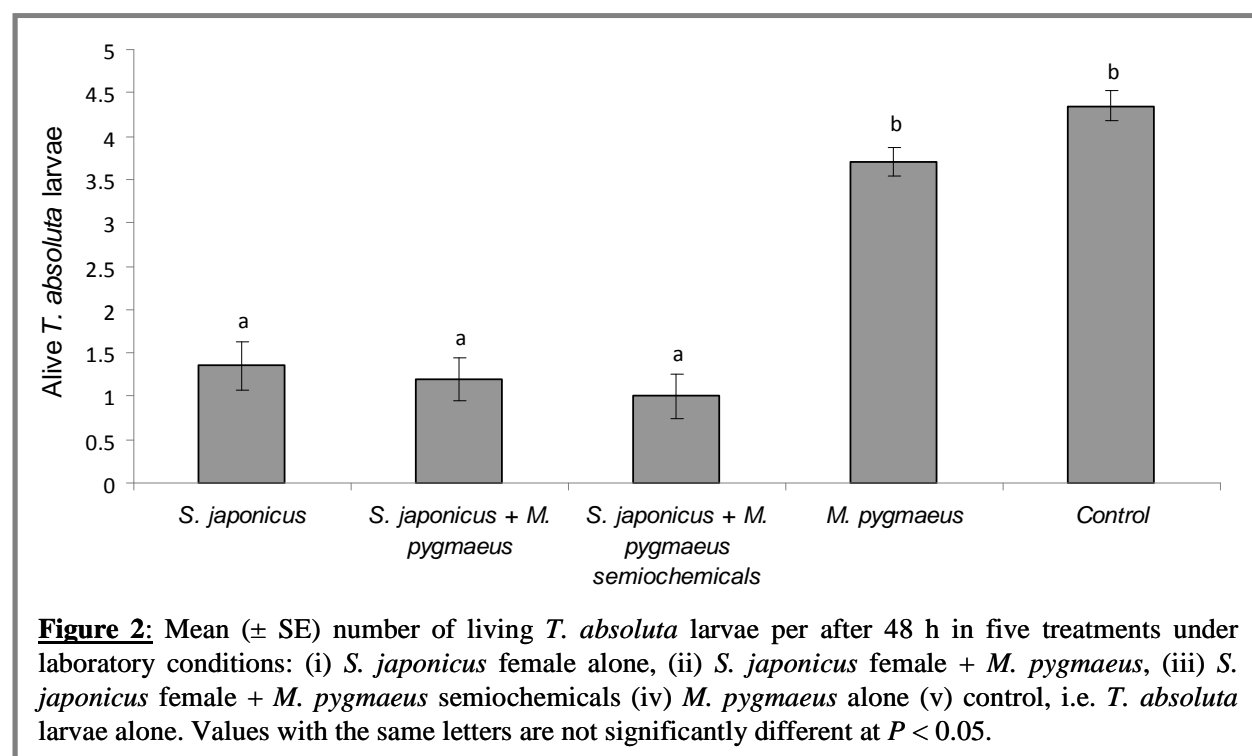 Alive T. absoluta larvae
5
4.5
4
3.5
3
2.5
2
1.5
1
0.5
0
a
a
a
b
b
S. japonicus
S. japonicus + M.
pygmaeus
S. japonicus + M.
pygmaeus
semiochemicals
M. pygmaeus
Control
Figure 2: Mean (± SE) number of living T. absoluta larvae per after 48 h in five treatments under
laboratory conditions: (i) S. japonicus female alone, (ii) S. japonicus female + M. pygmaeus, (iii) S.
japonicus female + M. pygmaeus semiochemicals (iv) M. pygmaeus alone (v) control, i.e. T. absoluta
larvae alone. Values with the same letters are not significantly different at P < 0.05.